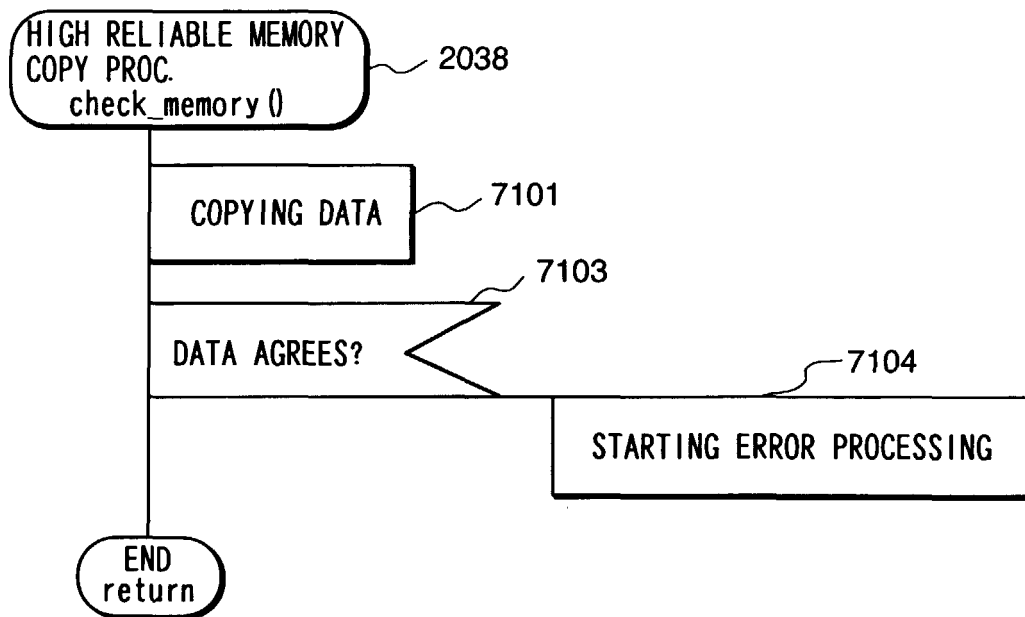 HIGH RELIABLE MEMORY
COPY PROC.
check_memory()
2038
COPYING DATA
7101
7103
DATA AGREES?
7104
STARTING ERROR PROCESSING
END
return